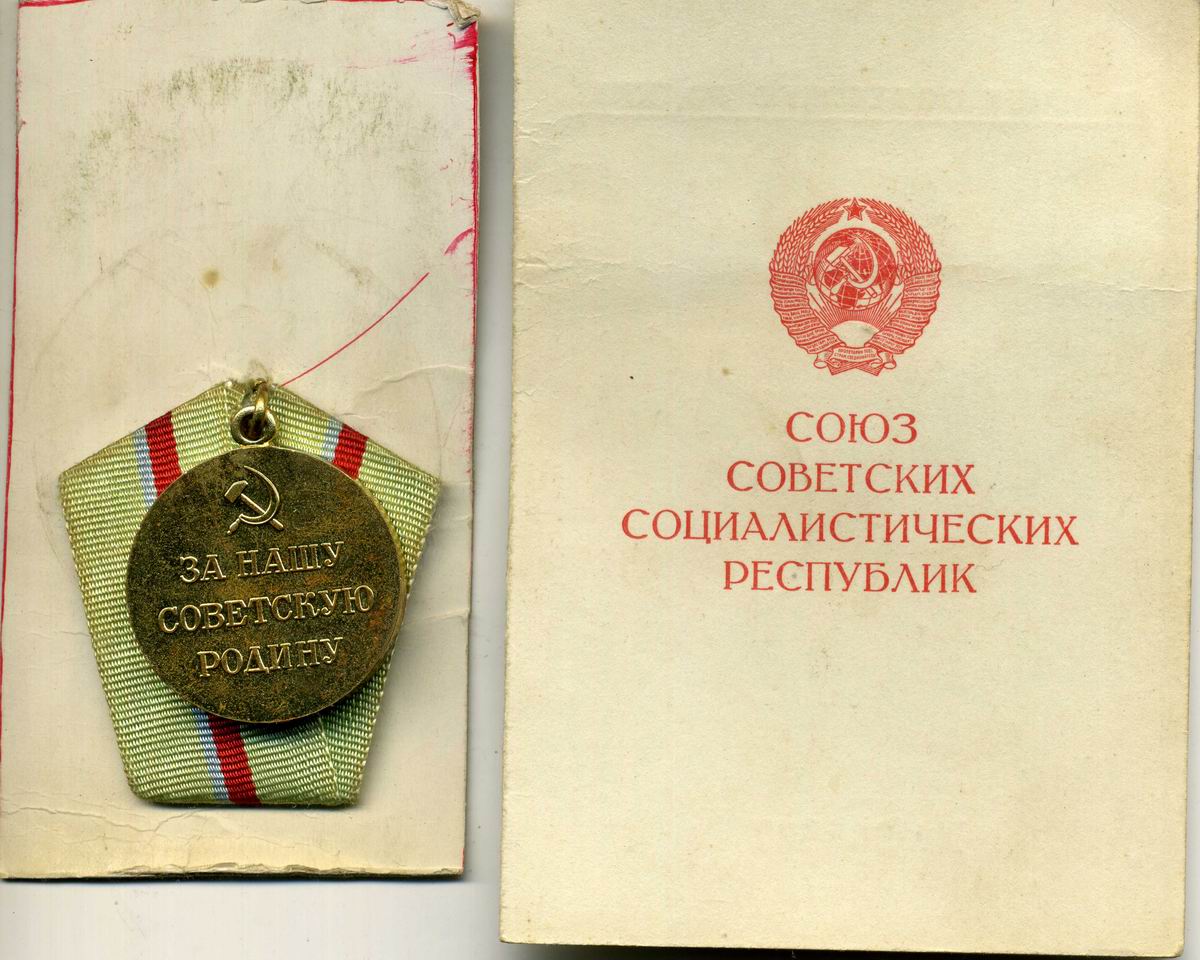 ЗА НАШУ
СОВЕТСКУЮ
РОДИНУ
СОЮЗ
СОВЕТСКИХ
СОЦИАЛИСТИЧЕСКИХ
РЕСПУБЛИК